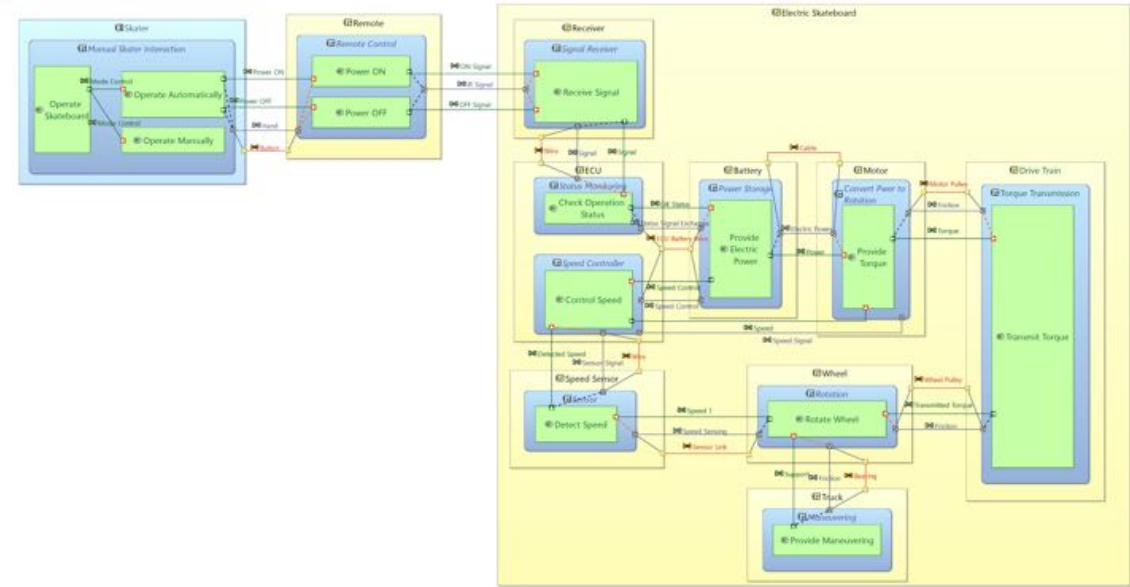 Skater
Manual Skater Interaction
Operate
Skateboard
Mode Control
Operate Automatically
Mode Control
Operate Manually
Power ON
Power OFF
Hand
Button
Remote
Remote Control
Power ON
Power OFF
ON Signal
IR Signal
OFF Signal
Electric Skateboard
Receiver
Signal Receiver
Receive Signal
Wire
Signal
Signal
ECU
Status Monitoring
Check Operation
Status
OK Status
Status Signal Exchange
ECU Battery Wire
Speed Controller
Control Speed
Speed Control
Speed Control
Battery
Power Storage
Provide
Electric
Power
Cable
Electric Power
Power
Motor
Convert Pwer to
Rotation
Provide
Torque
Motor Pulley
Friction
Torque
Speed
Speed Signal
Drive Train
Torque Transmission
Transmit Torque
Detected Speed
Sensor Signal
Wire
Speed Sensor
Sensor
Detect Speed
Speed 1
Speed Sensing
Sensor Link
Wheel
Rotation
Rotate Wheel
Wheel Pulley
Transmitted Torque
Friction
Support
Friction
Bearing
Truck
Maneuvering
Provide Maneuvering